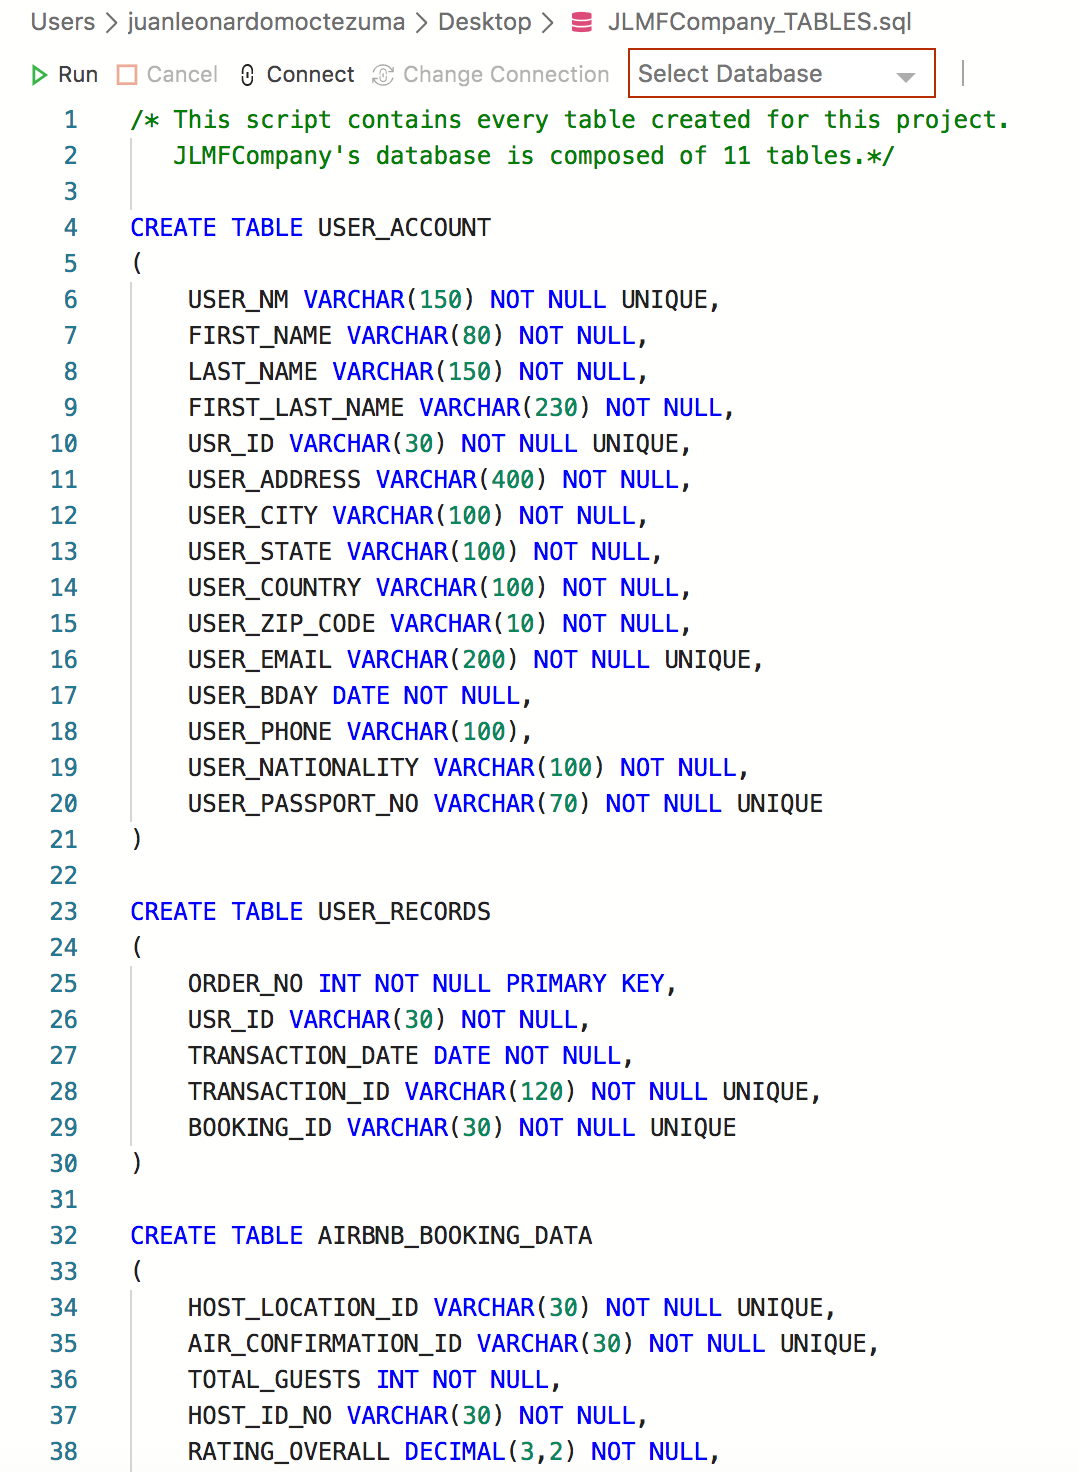 Users > juanleonardomoctezuma > Desktop > JLMFCompany_TABLES.sql
Run Cancel Connect Change Connection Select Database
1 /* This script contains every table created for this project.
2 JLMFCompany's database is composed of 11 tables.*/
3
4 CREATE TABLE USER_ACCOUNT
5 (
6 USER_NM VARCHAR(150) NOT NULL UNIQUE,
7 FIRST_NAME VARCHAR(80) NOT NULL,
8 LAST_NAME VARCHAR(150) NOT NULL,
9 FIRST_LAST_NAME VARCHAR(230) NOT NULL,
10 USR_ID VARCHAR(30) NOT NULL UNIQUE,
11 USER_ADDRESS VARCHAR(400) NOT NULL,
12 USER_CITY VARCHAR(100) NOT NULL,
13 USER_STATE VARCHAR(100) NOT NULL,
14 USER_COUNTRY VARCHAR(100) NOT NULL,
15 USER_ZIP_CODE VARCHAR(10) NOT NULL,
16 USER_EMAIL VARCHAR(200) NOT NULL UNIQUE,
17 USER_BDAY DATE NOT NULL,
18 USER_PHONE VARCHAR(100),
19 USER_NATIONALITY VARCHAR(100) NOT NULL,
20 USER_PASSPORT_NO VARCHAR(70) NOT NULL UNIQUE
21 )
22
23 CREATE TABLE USER_RECORDS
24 (
25 ORDER_NO INT NOT NULL PRIMARY KEY,
26 USR_ID VARCHAR(30) NOT NULL,
27 TRANSACTION_DATE DATE NOT NULL,
28 TRANSACTION_ID VARCHAR(120) NOT NULL UNIQUE,
29 BOOKING_ID VARCHAR(30) NOT NULL UNIQUE
30 )
31
32 CREATE TABLE AIRBNB_BOOKING_DATA
33 (
34 HOST_LOCATION_ID VARCHAR(30) NOT NULL UNIQUE,
35 AIR_CONFIRMATION_ID VARCHAR(30) NOT NULL UNIQUE,
36 TOTAL_GUESTS INT NOT NULL,
37 HOST_ID_NO VARCHAR(30) NOT NULL,
38 RATING_OVERALL DECIMAL(3,2) NOT NULL,